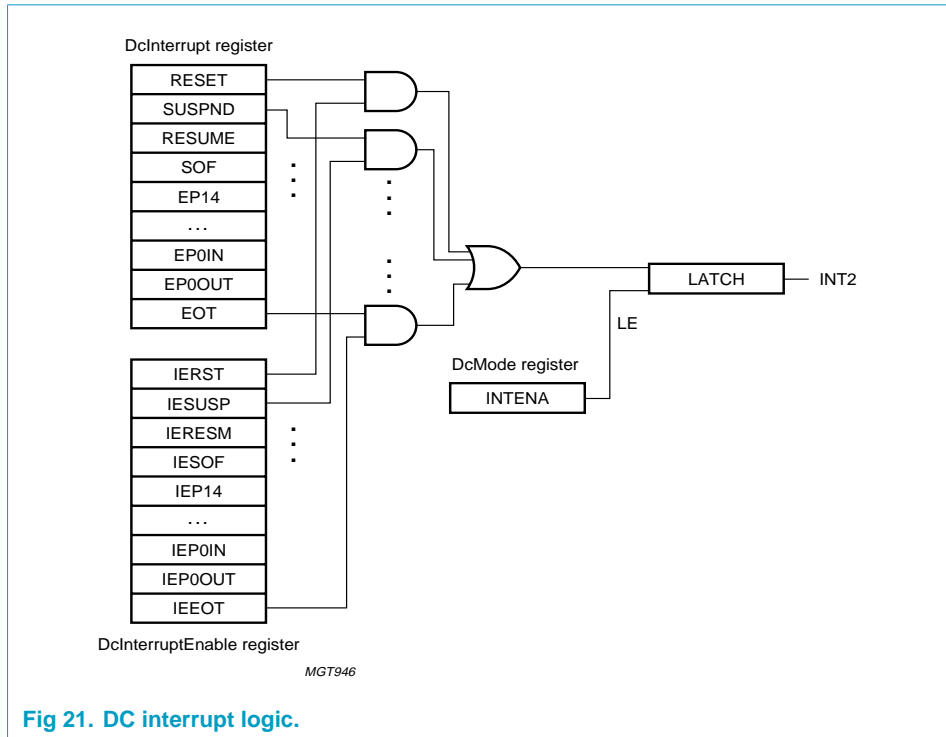 DcInterrupt register
RESET
SUSPND
RESUME
SOF
EP14
...
EP0IN
EP0OUT
EOT
IERST
IESUSP
IERESM
IESOF
IEP14
...
IEP0IN
IEP0OUT
IEEOT
DcInterruptEnable register
LATCH
INT2
LE
DcMode register
INTENA
MGT946
Fig 21. DC interrupt logic.